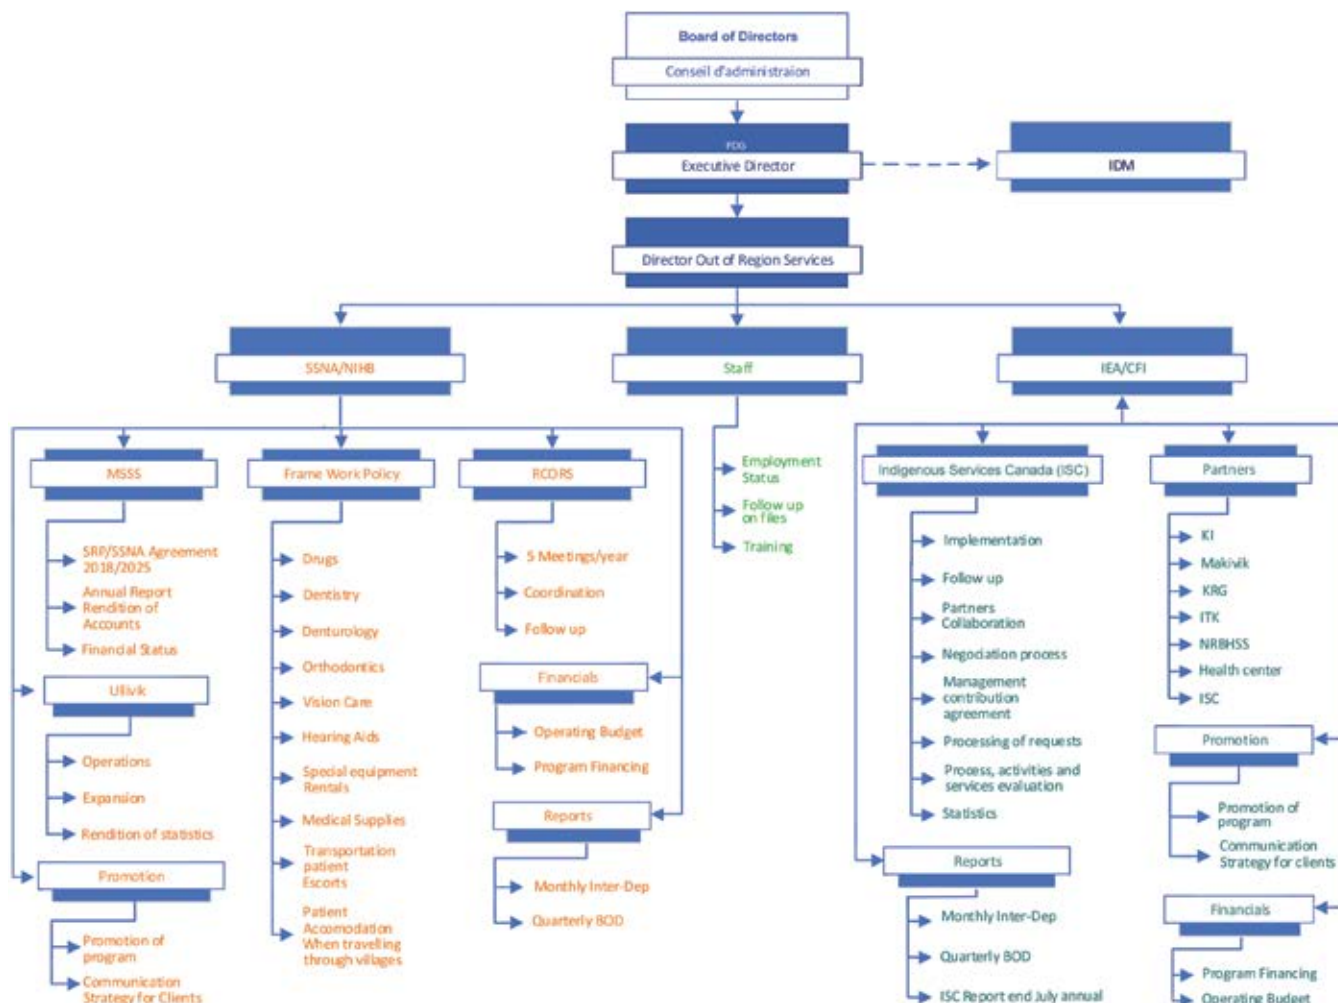 Board of Directors
Conseil d'administraion
PDG
Executive Director
IDM
Director Out of Region Services
SSNA/NIHB
Staff
IEA/CFI
MSSS
SRP/SSNA Agreement
2018/2025
Annual Report
Rendition of
Accounts
Financial Status
Ullivik
Operations
Expansion
Rendition of statistics
Promotion
Promotion of
program
Communication
Strategy for Clients
Frame Work Policy
Drugs
Dentistry
Denturology
Orthodontics
Vision Care
Hearing Aids
Special equipment
Rentals
Medical Supplies
Transportation
patient
Escorts
Patient
Accomodation
When travelling
through villages
RCORS
5 Meetings/year
Coordination
Follow up
Financials
Operating Budget
Program Financing
Reports
Monthly Inter-Dep
Quarterly BOD
Employment
Status
Follow up
on files
Training
Indigenous Services Canada (ISC)
Implementation
Follow up
Partners
Collaboration
Negociation process
Management
contribution
agreement
Processing of requests
Process, activities and
services evaluation
Statistics
Reports
Monthly Inter-Dep
Quarterly BOD
ISC Report end July annual
Partners
KI
Makivik
KRG
ITK
NRBHSS
Health center
ISC
Promotion
Promotion of
program
Communication
Strategy for clients
Financials
Program Financing
Operating Budget